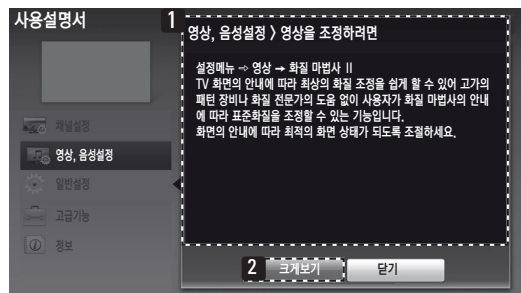 사용설명서
1
영상, 음성설정 > 영상을 조정하려면
설정메뉴 ⇨ 영상 → 화질 마법사 II
TV 화면의 안내에 따라 최상의 화질 조정을 쉽게 할 수 있어 고가의
패턴 장비나 화질 전문가의 도움 없이 사용자가 화질 마법사의 안내
에 따라 표준화질을 조정할 수 있는 기능입니다.
화면의 안내에 따라 최적의 화면 상태가 되도록 조절하세요.
채널설정
영상, 음성설정
일반설정
고급기능
정보
2
크게보기
닫기